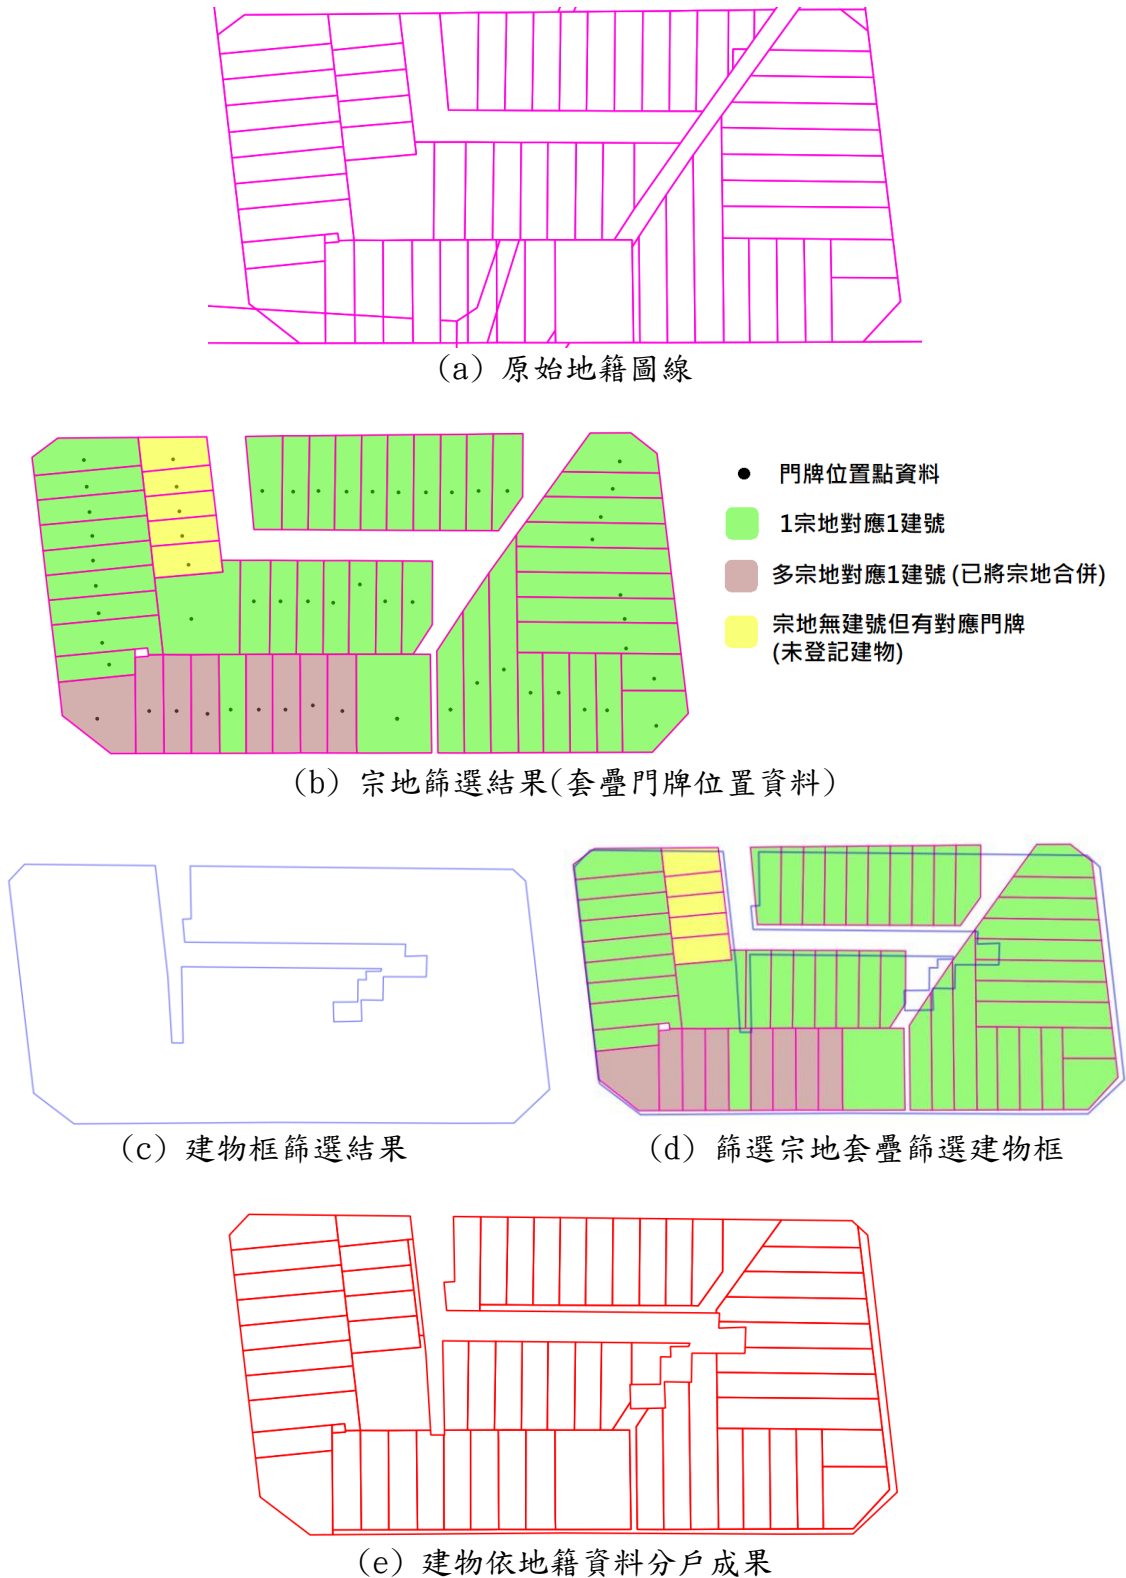 (a) 原始地籍圖線
門牌位置點資料
1宗地對應1建號
多宗地對應1建號 (已將宗地合併)
宗地無建號但有對應門牌
(未登記建物)
(b) 宗地篩選結果(套疊門牌位置資料)
(c) 建物框篩選結果
(d) 篩選宗地套疊篩選建物框
(e) 建物依地籍資料分戶成果